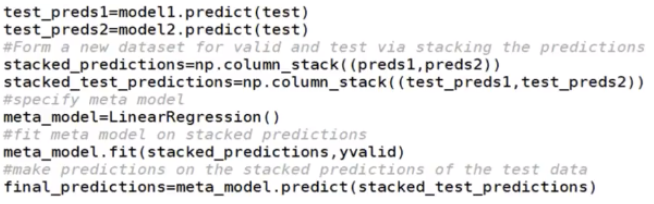 test_preds1=model1.predict(test)
test_preds2=model2.predict(test)
#Form a new dataset for valid and test via stacking the predictions
stacked_predictions=np.column_stack((preds1,preds2))
stacked_test_predictions=np.column_stack((test_preds1,test_preds2))
#specify meta model
meta_model=LinearRegression()
#fit meta model on stacked predictions
meta_model.fit(stacked_predictions,yvalid)
#make predictions on the stacked predictions of the test data
final_predictions=meta_model.predict(stacked_test_predictions)